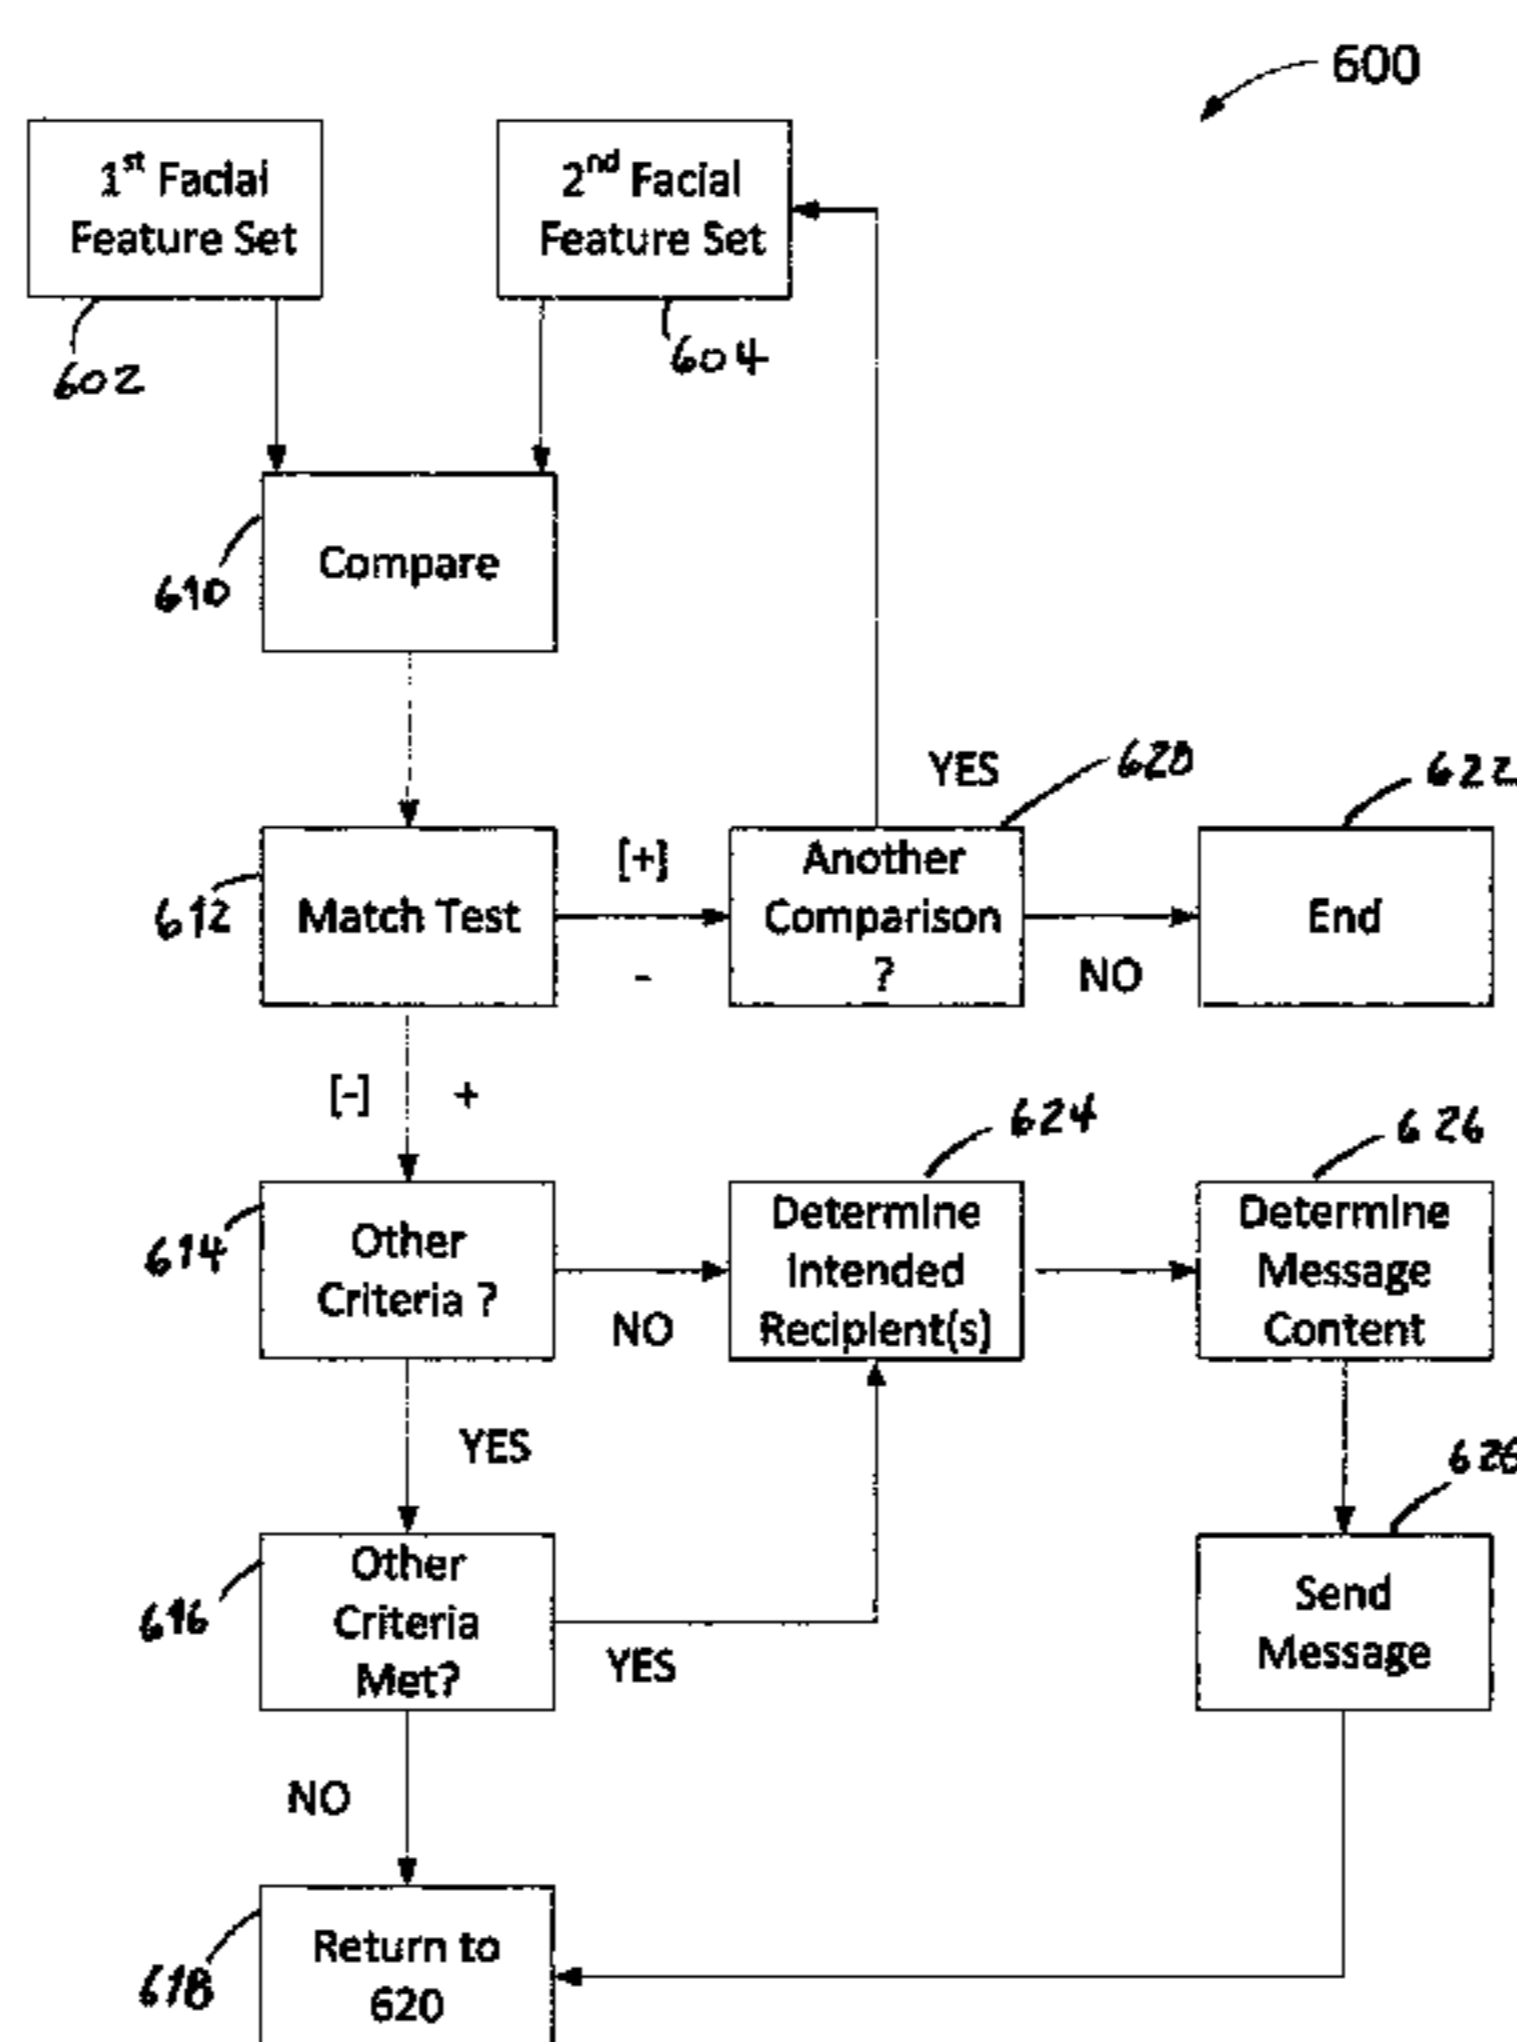 600
1st Facial
Feature Set
2nd Facial
Feature Set
602
604
Compare
610
YES
620
622
Match Test
612
[+]
-
Another
Comparison
?
NO
End
[-]
+
624
626
Other
Criteria ?
614
NO
Determine
Intended
Recipient(s)
Determine
Message
Content
YES
Other
Criteria
Met?
616
YES
Send
Message
NO
Return to
620
618